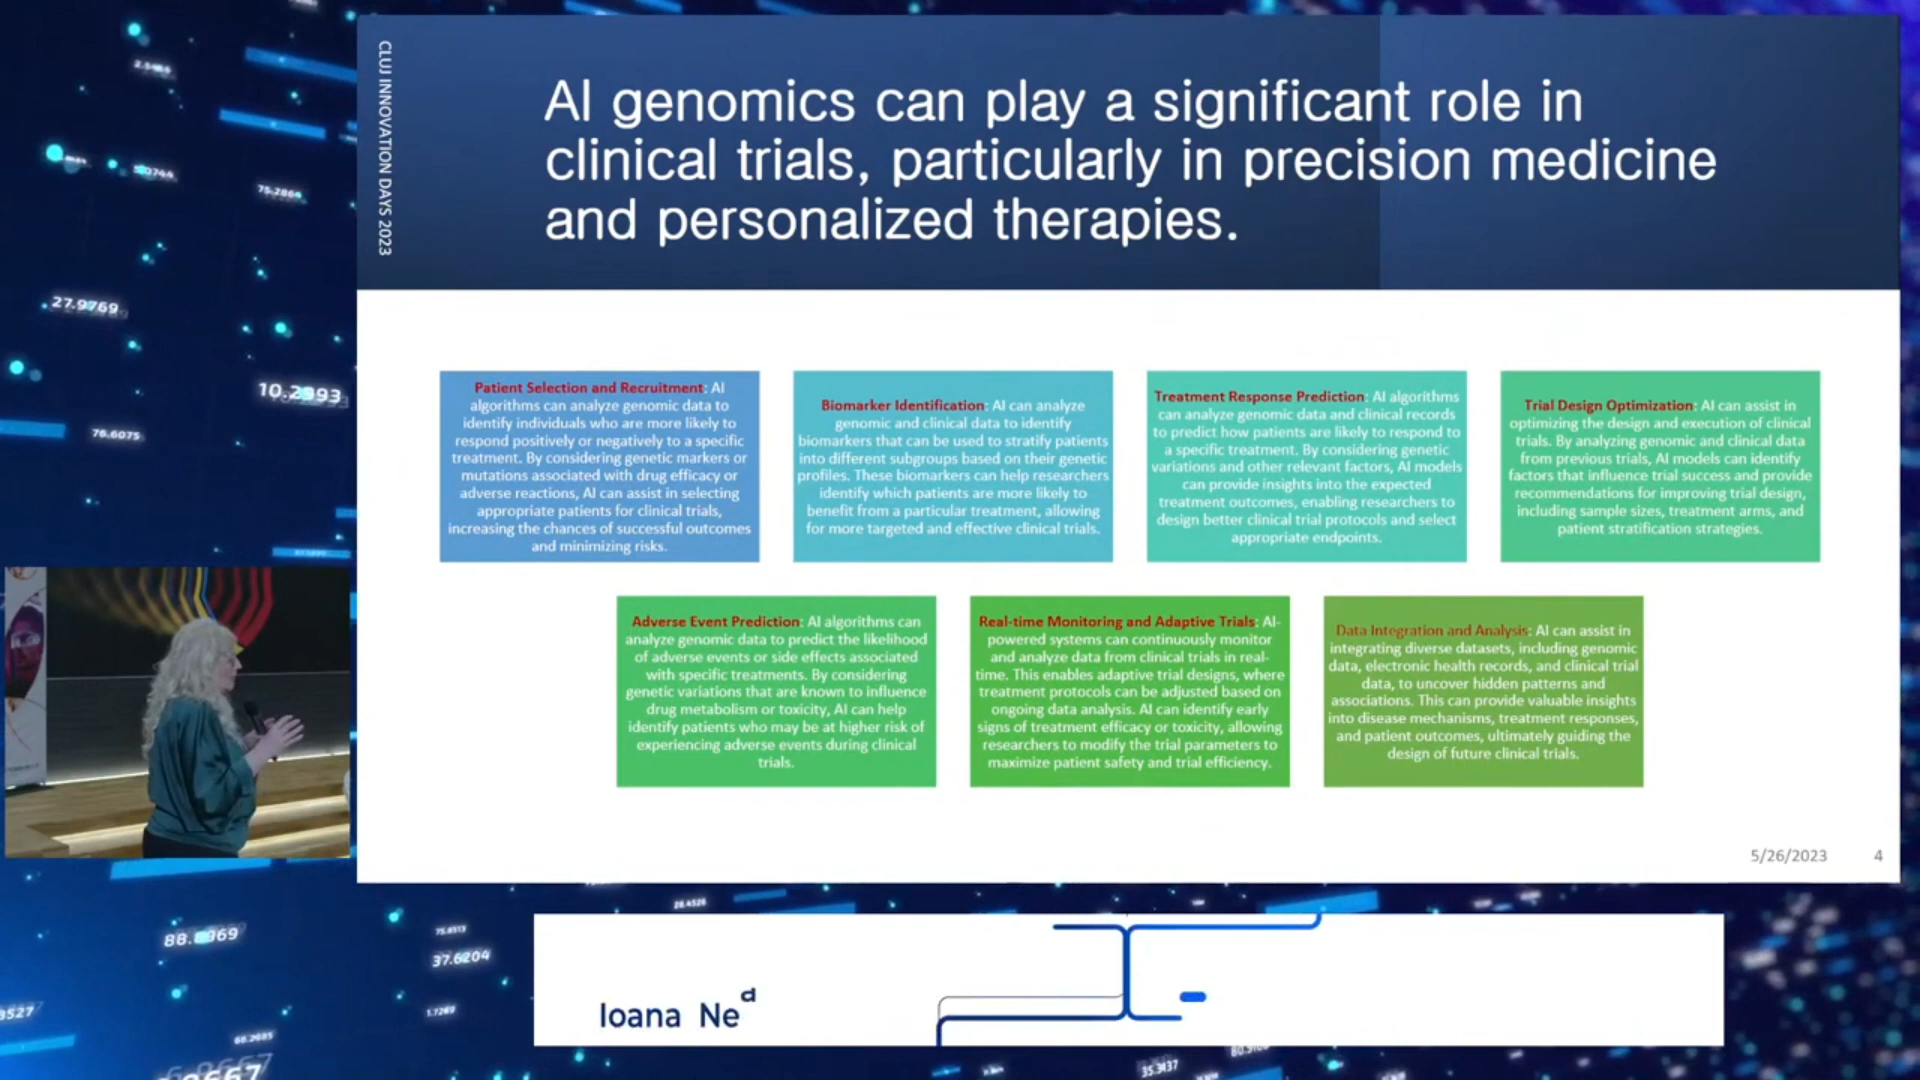 CLUJ INNOVATION DAYS 2023
AI genomics can play a significant role in
clinical trials, particularly in precision medicine
and personalized therapies.
Patient Selection and Recruitment: AI
algorithms can analyze genomic data to
identify individuals who are more likely to
respond positively or negatively to a specific
treatment. By considering genetic markers or
mutations associated with drug efficacy or
adverse reactions, AI can assist in selecting
appropriate patients for clinical trials,
increasing the chances of successful outcomes
and minimizing risks.
Biomarker Identification: AI can analyze
genomic and clinical data to identify
biomarkers that can be used to stratify patients
into different subgroups based on their genetic
profiles. These biomarkers can help researchers
identify which patients are more likely to
benefit from a particular treatment, allowing
for more targeted and effective clinical trials.
Treatment Response Prediction: AI algorithms
can analyze genomic data and clinical records
to predict how patients are likely to respond to
a specific treatment. By considering genetic
variations and other relevant factors, AI models
can provide insights into the expected
treatment outcomes, enabling researchers to
design better clinical trial protocols and select
appropriate endpoints.
Trial Design Optimization: AI can assist in
optimizing the design and execution of clinical
trials. By analyzing genomic and clinical data
from previous trials, AI models can identify
factors that influence trial success and provide
recommendations for improving trial design,
including sample sizes, treatment arms, and
patient stratification strategies.
Adverse Event Prediction: AI algorithms can
analyze genomic data to predict the likelihood
of adverse events or side effects associated
with specific treatments. By considering
genetic variations that are known to influence
drug metabolism or toxicity, AI can help
identify patients who may be at higher risk of
experiencing adverse events during clinical
trials.
Real-time Monitoring and Adaptive Trials: AI-
powered systems can continuously monitor
and analyze data from clinical trials in real-
time. This enables adaptive trial designs, where
treatment protocols can be adjusted based on
ongoing data analysis. AI can identify early
signs of treatment efficacy or toxicity, allowing
researchers to modify the trial parameters to
maximize patient safety and trial efficiency.
Data Integration and Analysis: AI can assist in
integrating diverse datasets, including genomic
data, electronic health records, and clinical trial
data, to uncover hidden patterns and
associations. This can provide valuable insights
into disease mechanisms, treatment responses,
and patient outcomes, ultimately guiding the
design of future clinical trials.
5/26/2023 4
Ioana Ned
75.2864
27.9769
76.6075
37.6204